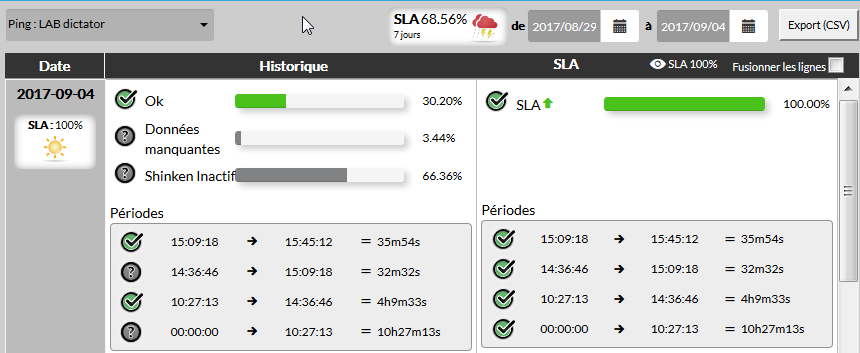 Ping : LAB dictator
SLA 68.56%
7 jours
de 2017/08/29 à 2017/09/04 Export (CSV)
Date Historique SLA SLA 100% Fusionner les lignes
2017-09-04
SLA : 100%
Ok 30.20%
Données manquantes 3.44%
Shinken Inactif 66.36%
SLA 100.00%
Périodes
15:09:18 → 15:45:12 = 35m54s
14:36:46 → 15:09:18 = 32m32s
10:27:13 → 14:36:46 = 4h9m33s
00:00:00 → 10:27:13 = 10h27m13s
Périodes
15:09:18 → 15:45:12 = 35m54s
14:36:46 → 15:09:18 = 32m32s
10:27:13 → 14:36:46 = 4h9m33s
00:00:00 → 10:27:13 = 10h27m13s